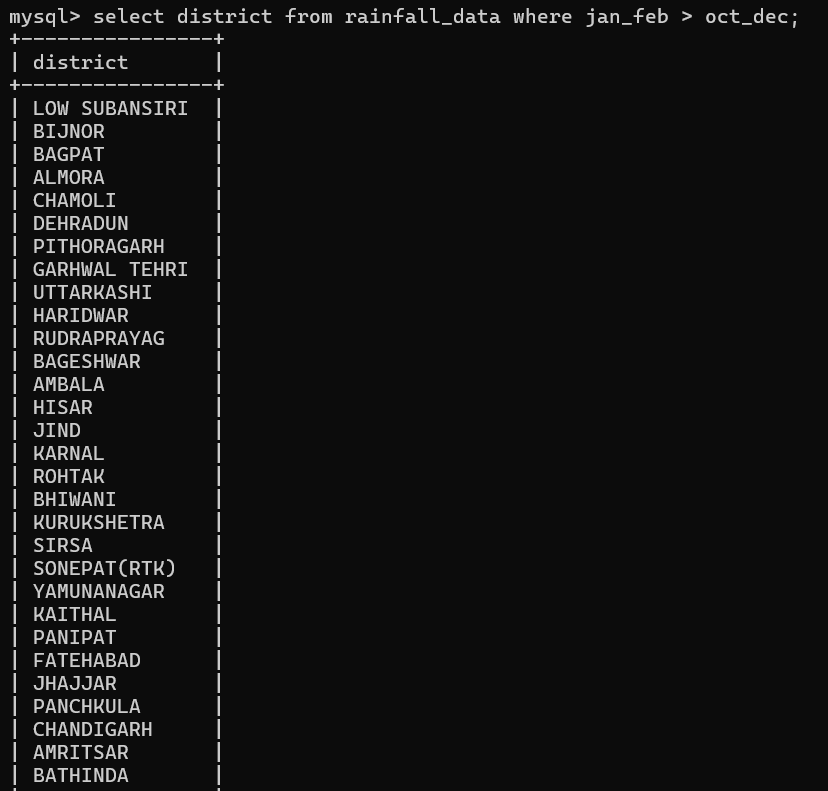 mysql> select district from rainfall_data where jan_feb > oct_dec;
+----------------+
| district       |
+----------------+
| LOW SUBANSIRI  |
| BIJNOR         |
| BAGPAT         |
| ALMORA         |
| CHAMOLI        |
| DEHRADUN       |
| PITHORAGARH    |
| GARHWAL TEHRI  |
| UTTARKASHI     |
| HARIDWAR       |
| RUDRAPRAYAG    |
| BAGESHWAR      |
| AMBALA         |
| HISAR          |
| JIND           |
| KARNAL         |
| ROHTAK         |
| BHIWANI        |
| KURUKSHETRA    |
| SIRSA          |
| SONEPAT(RTK)   |
| YAMUNANAGAR    |
| KAITHAL        |
| PANIPAT        |
| FATEHABAD      |
| JHAJJAR        |
| PANCHKULA      |
| CHANDIGARH     |
| AMRITSAR       |
| BATHINDA       |